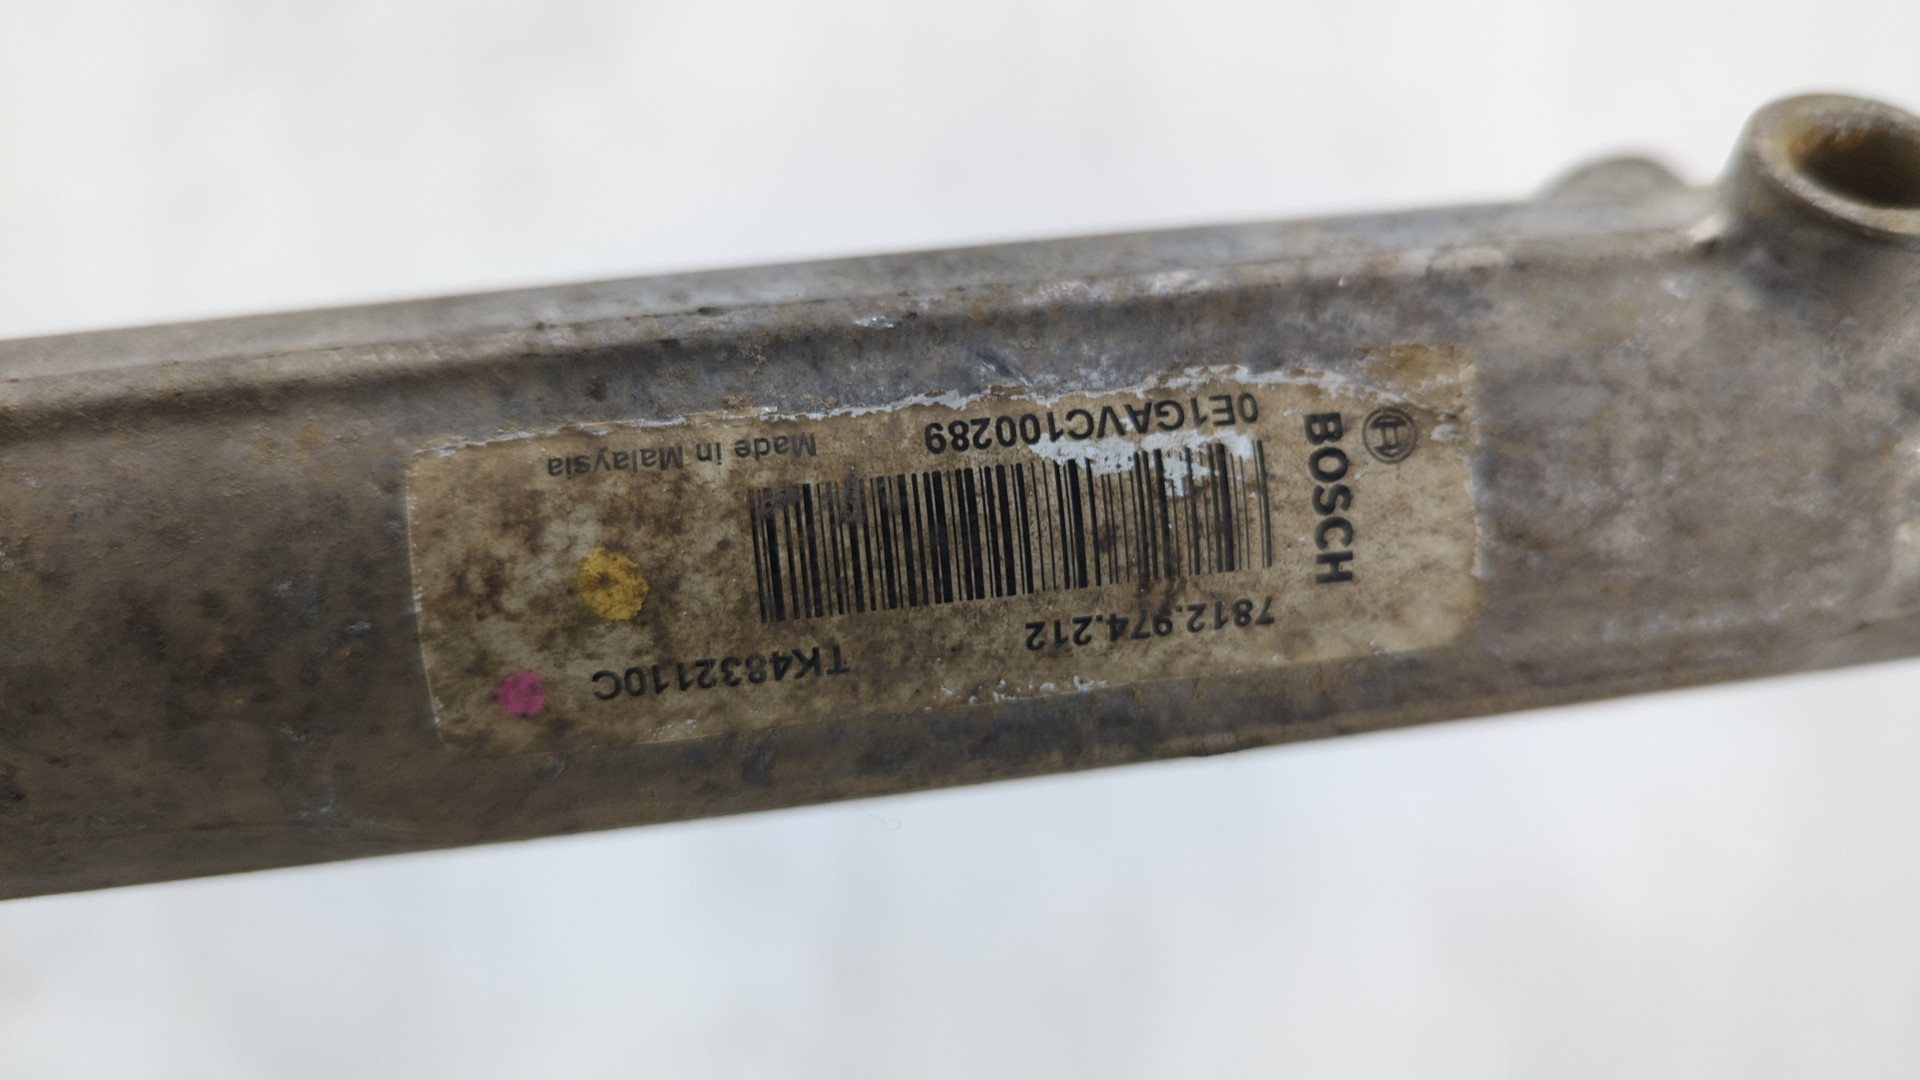 BOSCH
7812.974.212 TK4832110C
0E1GAVC100289 Made in Malaysia